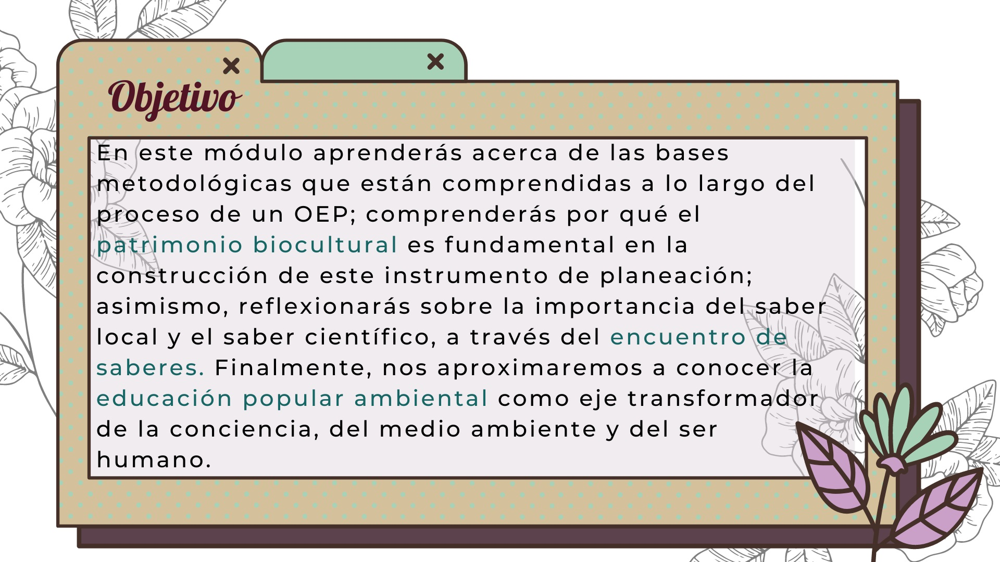 Objetivo
En este módulo aprenderás acerca de las bases
metodológicas que están comprendidas a lo largo del
proceso de un OEP; comprenderás por qué el
patrimonio biocultural es fundamental en la
construcción de este instrumento de planeación;
asimismo, reflexionarás sobre la importancia del saber
local y el saber científico, a través del encuentro de
saberes. Finalmente, nos aproximaremos a conocer la
educación popular ambiental como eje transformador
de la conciencia, del medio ambiente y del ser
humano.